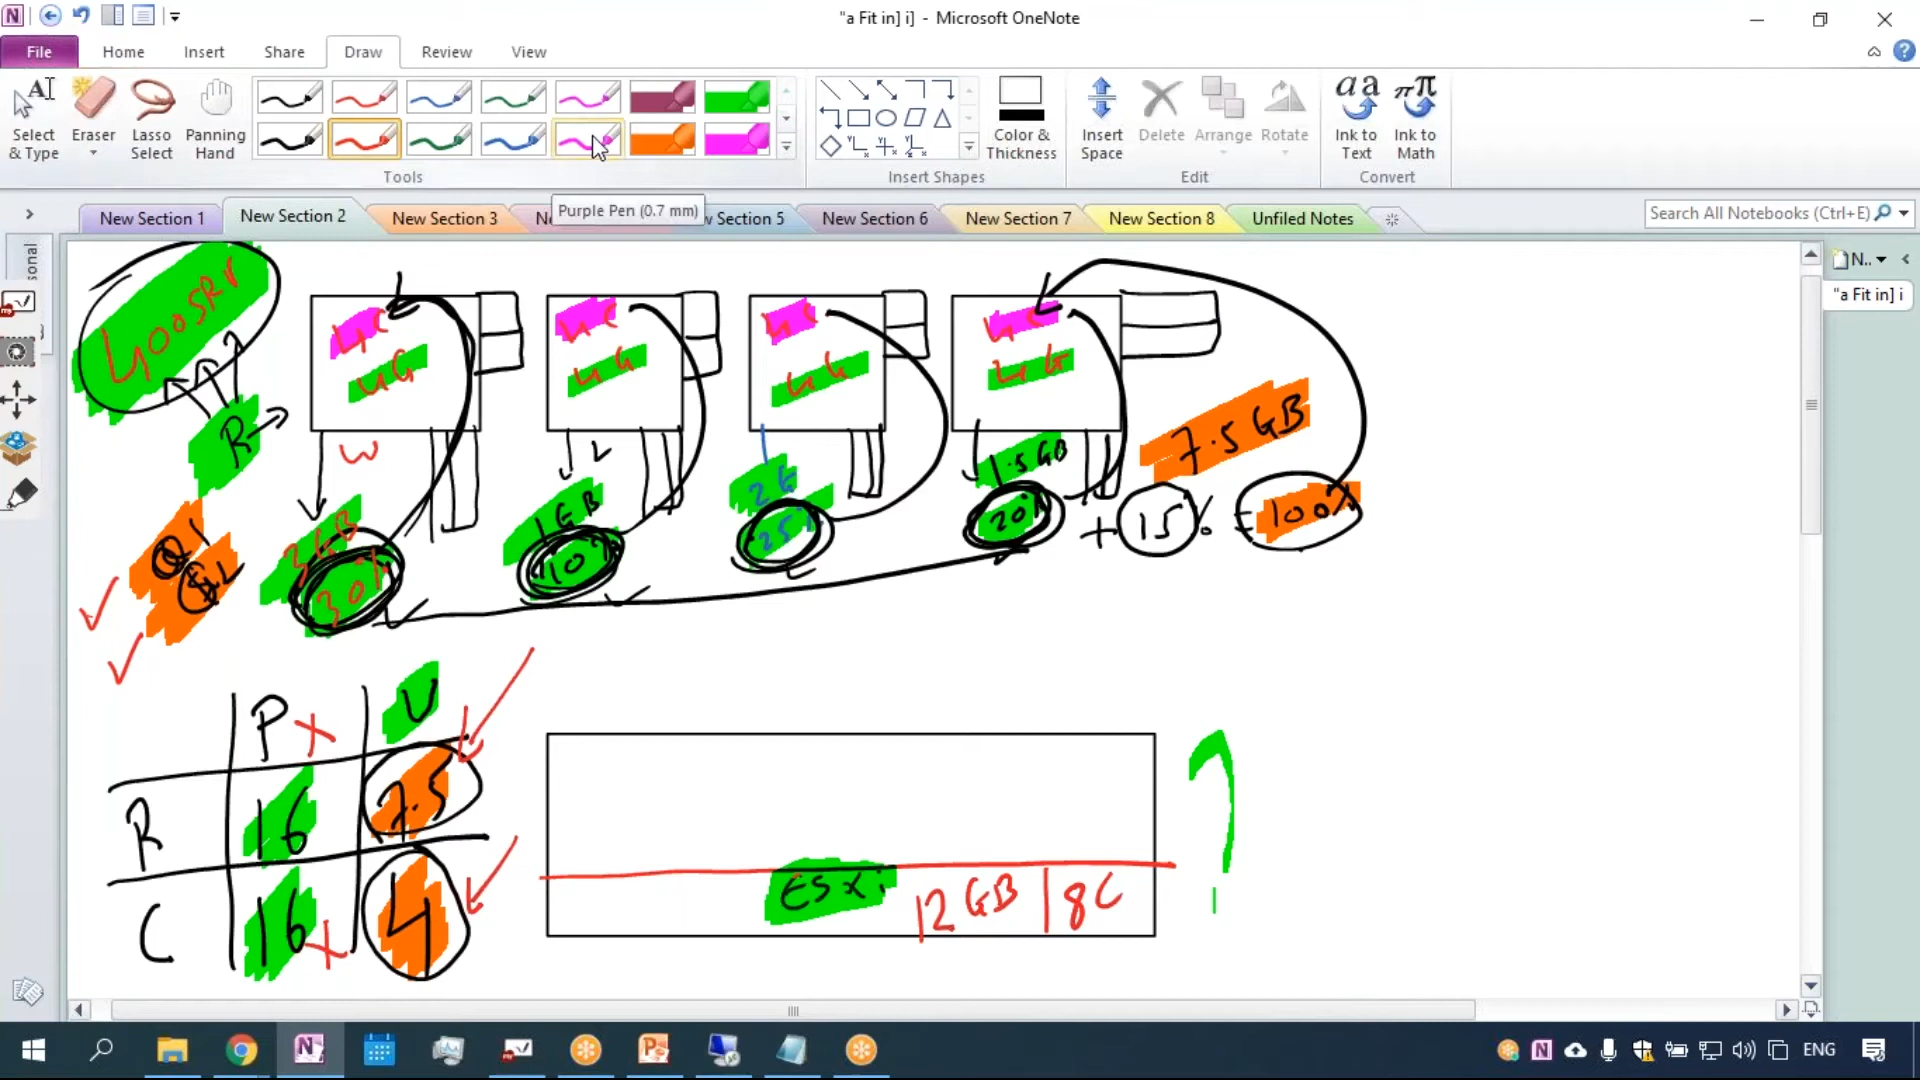 "a Fit in] i] - Microsoft OneNote
File Home Insert Share Draw Review View
Select & Type
Eraser
Lasso Select
Panning Hand
Color & Thickness
Insert Space
Delete
Arrange
Rotate
Ink to Text
Ink to Math
Tools
Insert Shapes
Edit
Convert
Purple Pen (0.7 mm)
New Section 1
New Section 2
New Section 3
Ne
w Section 5
New Section 6
New Section 7
New Section 8
Unfiled Notes
Search All Notebooks (Ctrl+E)
sonal
N..
"a Fit in] i
400SRV
R
4C
4G
W
4C
4G
L
4C
4G
4C
4G
3GB
30%
1GB
10%
2G
25%
1.5GB
20%
+ 15% = 100%
7.5GB
P X
U
R 16 7.5
C 16 X 4
ESXi
12GB | 8C
?
ENG